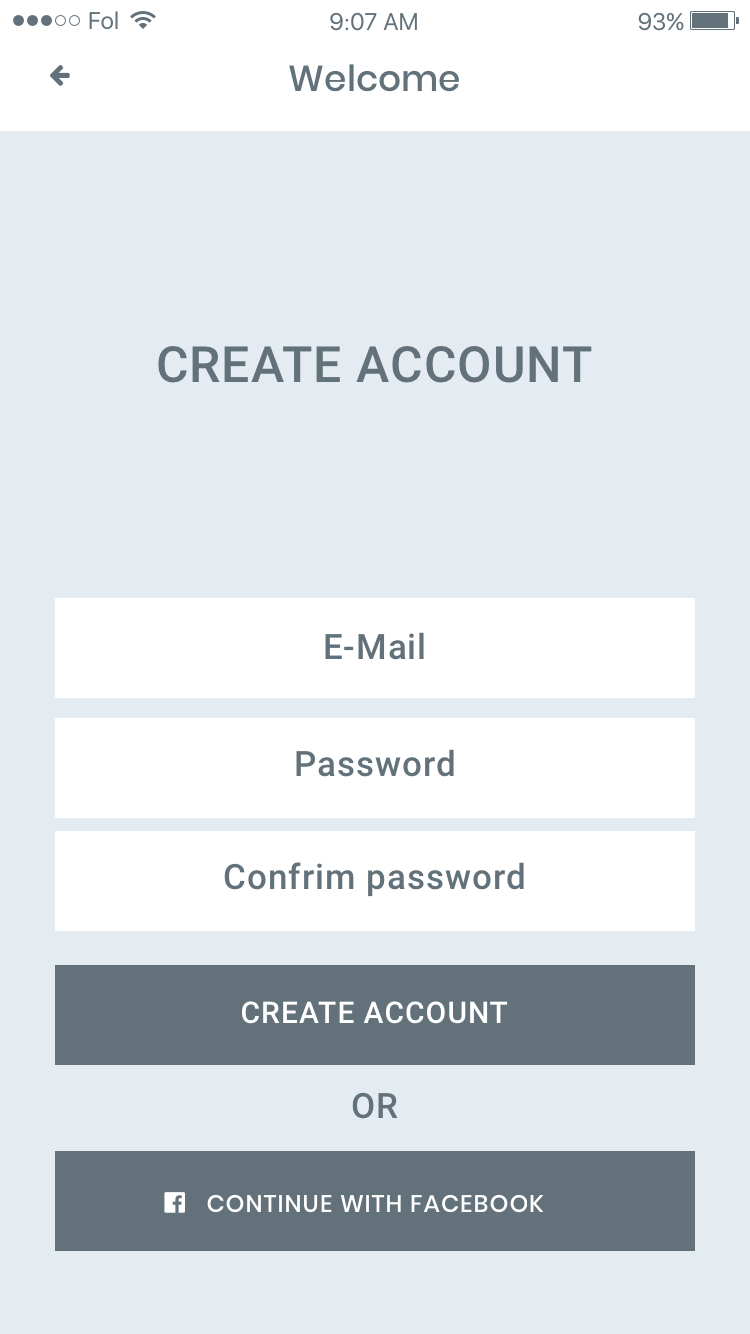 Fol 9:07 AM 93%
Welcome
CREATE ACCOUNT
E-Mail
Password
Confrim password
CREATE ACCOUNT
OR
CONTINUE WITH FACEBOOK